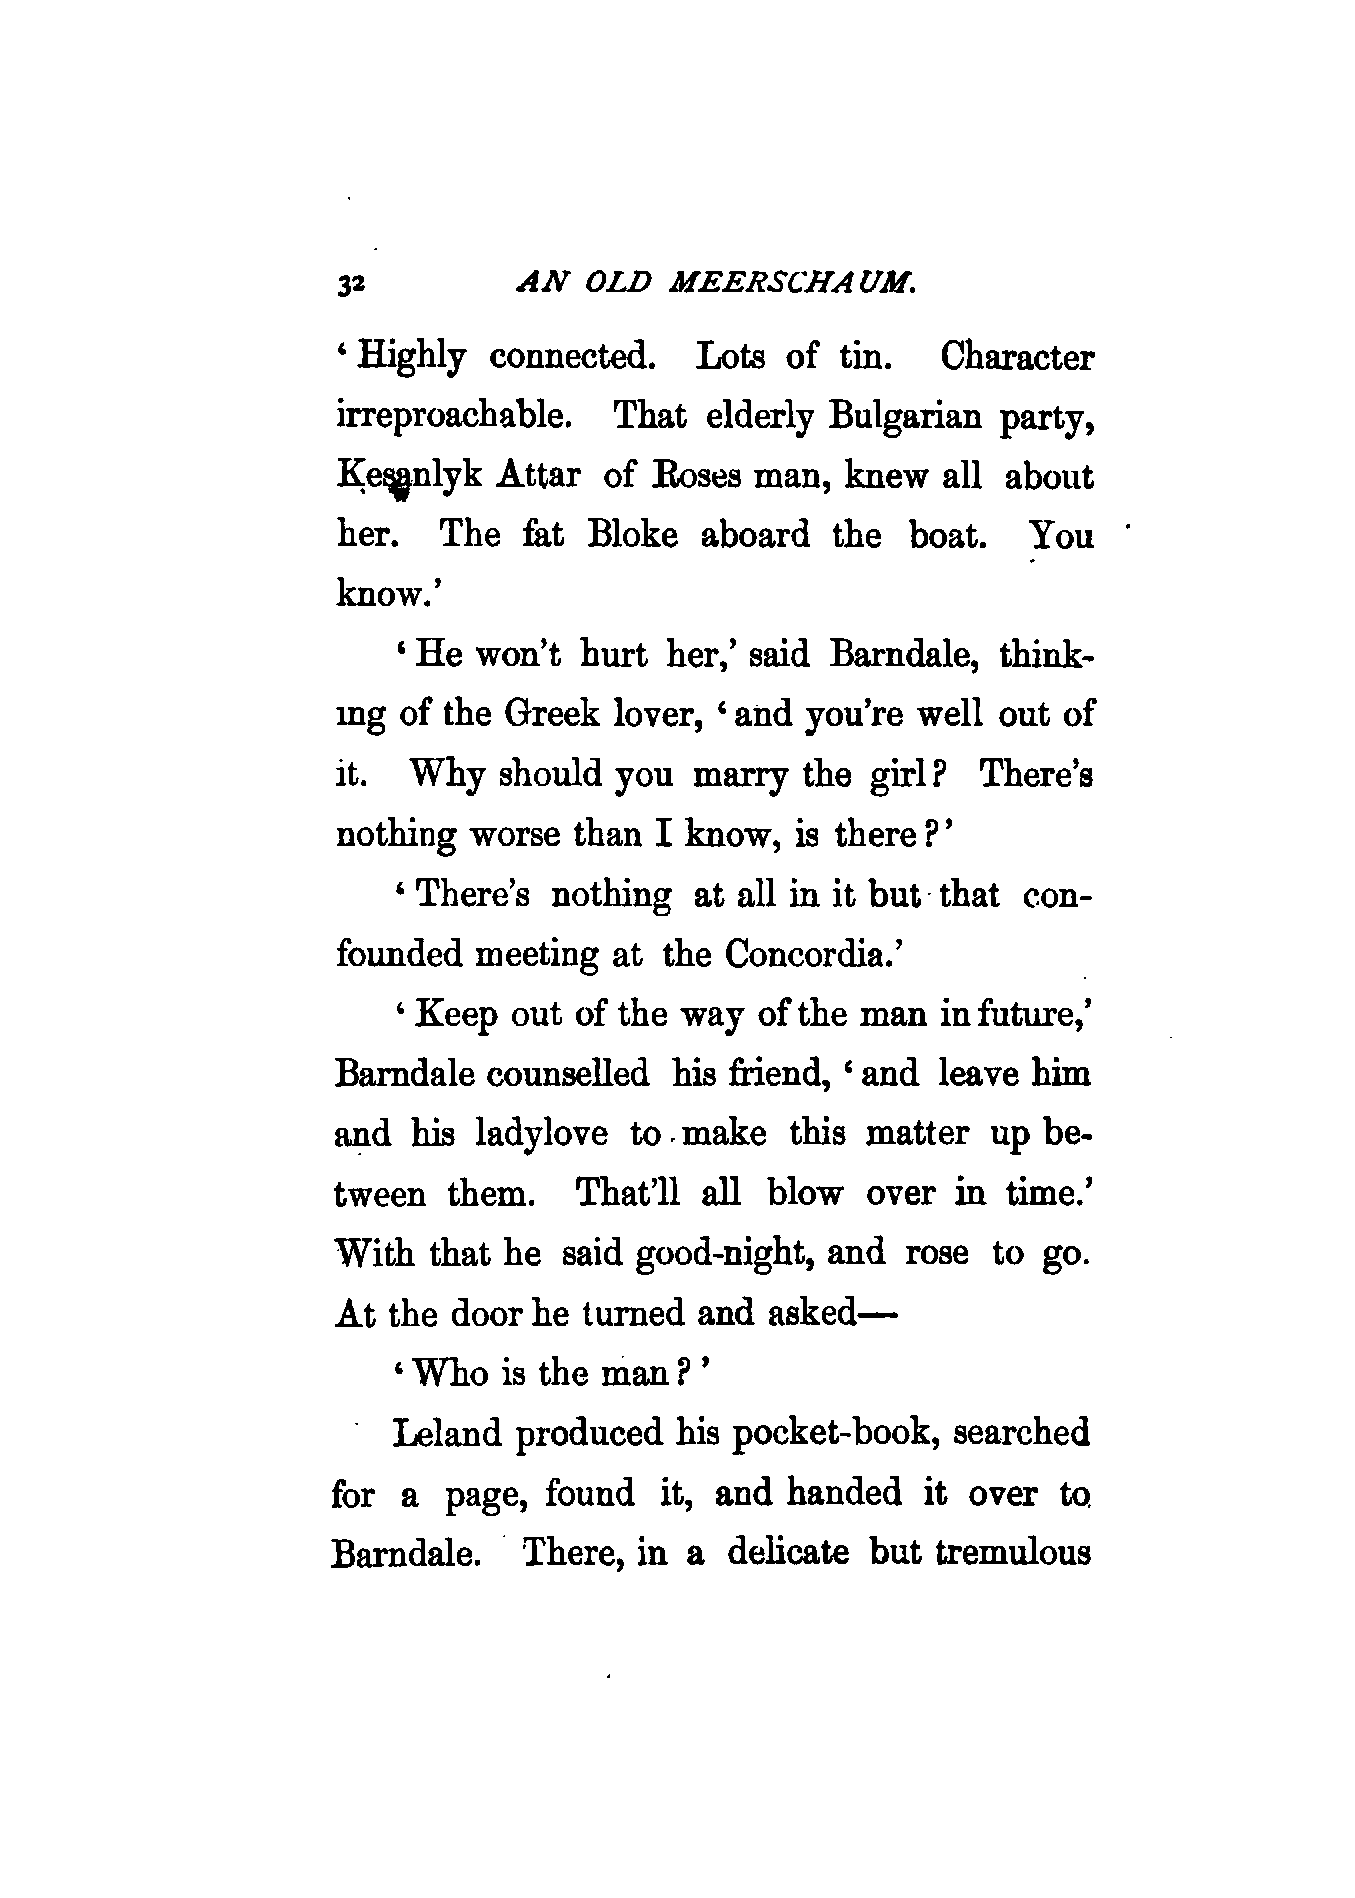 32 AN OLD MEERSCHAUM.
‘Highly connected. Lots of tin. Character
irreproachable. That elderly Bulgarian party,
Kesanlyk Attar of Roses man, knew all about
her. The fat Bloke aboard the boat. You
know.’
‘He won’t hurt her,’ said Barndale, think-
ing of the Greek lover, ‘and you’re well out of
it. Why should you marry the girl? There’s
nothing worse than I know, is there?’
‘There’s nothing at all in it but that con-
founded meeting at the Concordia.’
‘Keep out of the way of the man in future,’
Barndale counselled his friend, ‘and leave him
and his ladylove to make this matter up be-
tween them. That’ll all blow over in time.’
With that he said good-night, and rose to go.
At the door he turned and asked—
‘Who is the man?’
Leland produced his pocket-book, searched
for a page, found it, and handed it over to
Barndale. There, in a delicate but tremulous